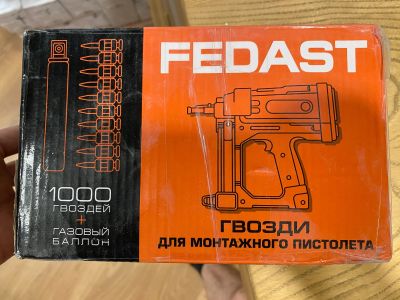 FEDAST
1000
ГВОЗДЕЙ
+
ГАЗОВЫЙ
БАЛЛОН
ГВОЗДИ
ДЛЯ МОНТАЖНОГО ПИСТОЛЕТА